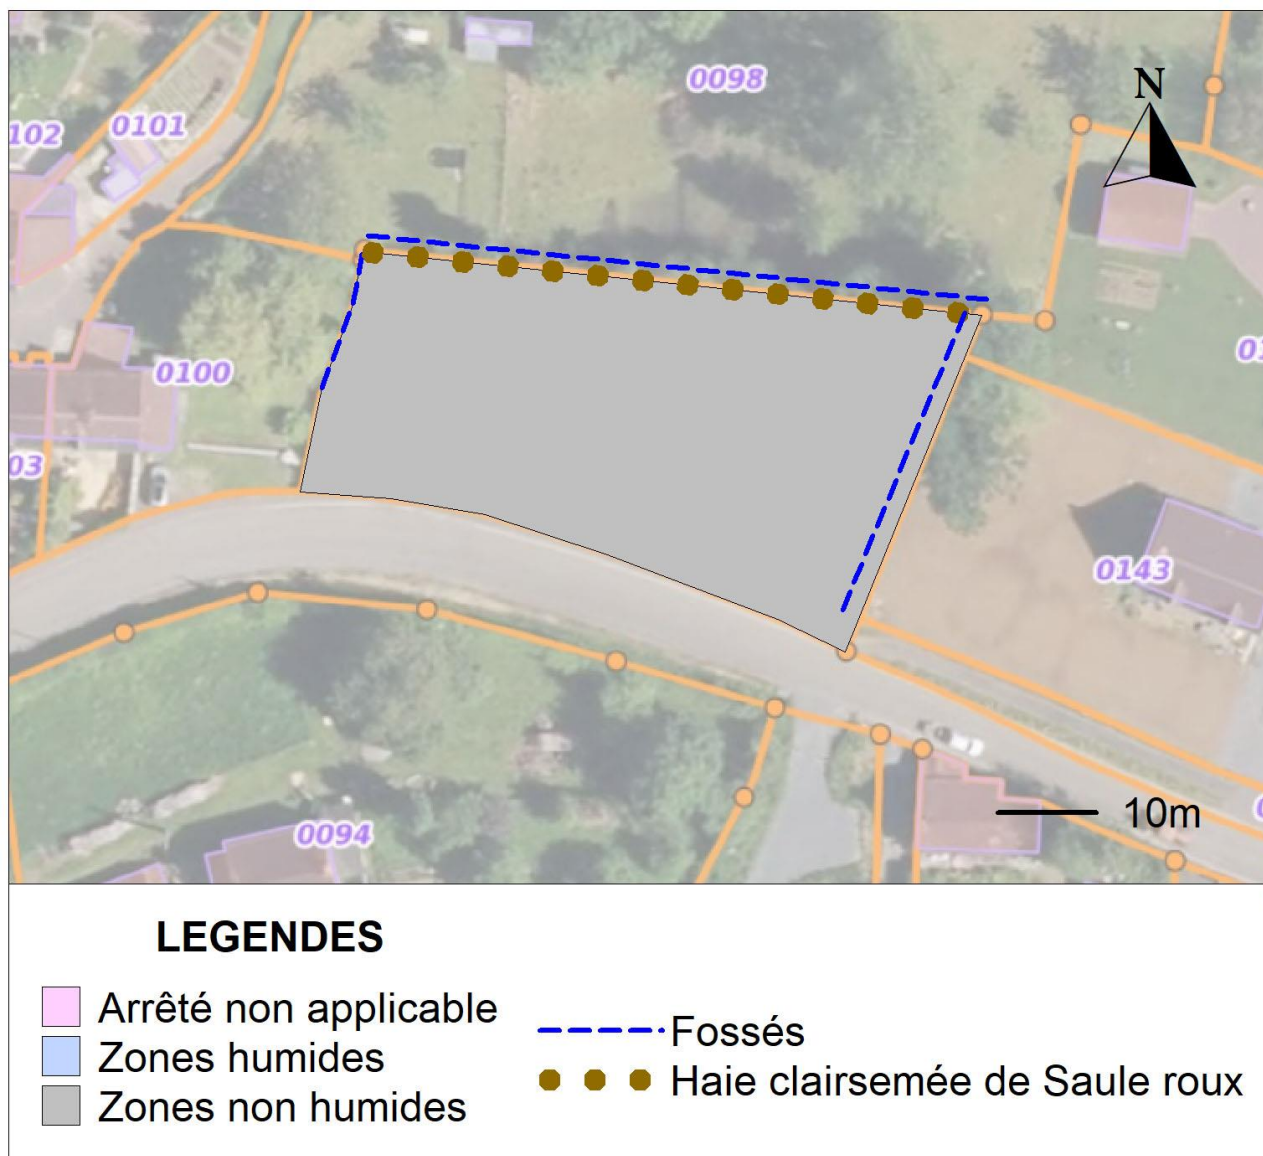 0098
N
0101
102
0100
03
0143
0094
10m
LEGENDES
Arrêté non applicable
Zones humides
Zones non humides
Fossés
Haie clairsemée de Saule roux